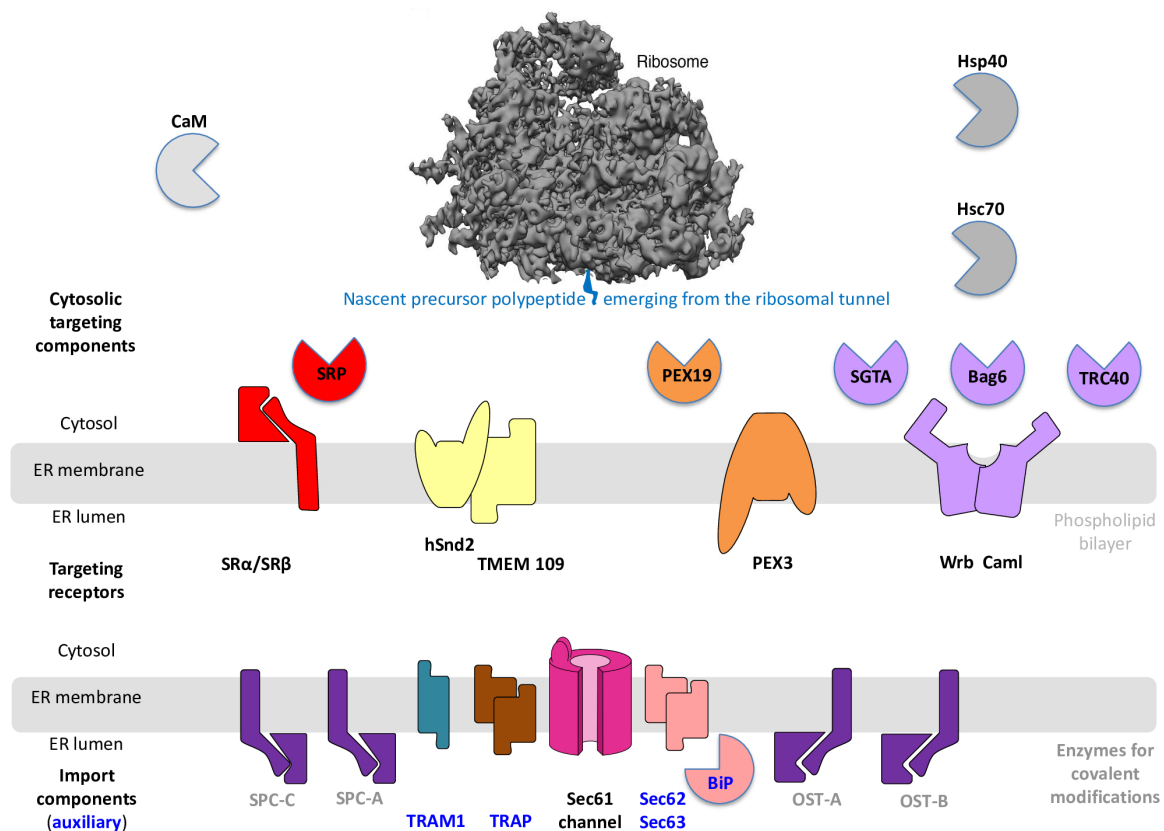 Ribosome
Hsp40
CaM
Hsc70
Nascent precursor polypeptide emerging from the ribosomal tunnel
Cytosolic
targeting
components
SRP
PEX19
SGTA
Bag6
TRC40
Cytosol
ER membrane
ER lumen
Phospholipid
bilayer
hSnd2
SRα/SRβ
TMEM 109
PEX3
Wrb Caml
Targeting
receptors
Cytosol
ER membrane
ER lumen
Enzymes for
covalent
modifications
Import
components
(auxiliary)
SPC-C
SPC-A
TRAM1
TRAP
Sec61
channel
Sec62
Sec63
BiP
OST-A
OST-B